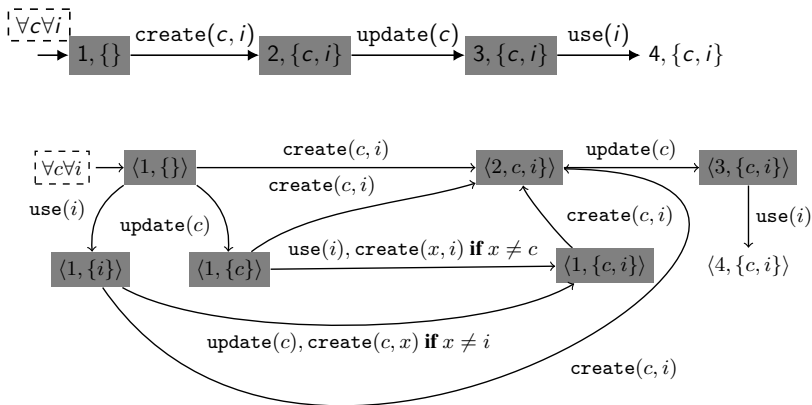 ∀c∀i
create(c, i) update(c) use(i)
1, {} 2, {c, i} 3, {c, i} 4, {c, i}
∀c∀i ⟨1, {}⟩ create(c, i) ⟨2, c, i}⟩ update(c) ⟨3, {c, i}⟩
create(c, i)
use(i) update(c) create(c, i) use(i)
use(i), create(x, i) if x ≠ c
⟨1, {i}⟩ ⟨1, {c}⟩ ⟨1, {c, i}⟩ ⟨4, {c, i}⟩
update(c), create(c, x) if x ≠ i
create(c, i)